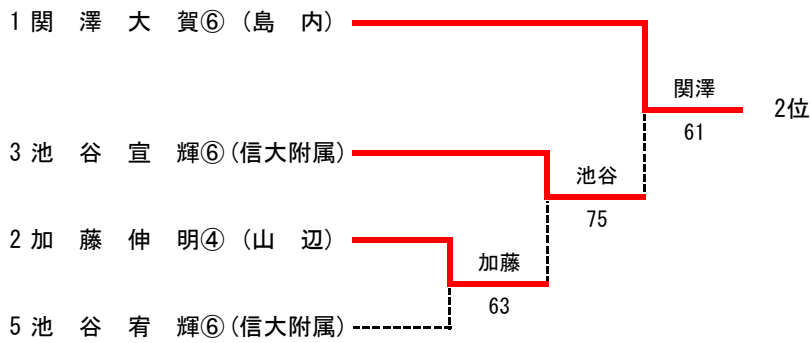 1 関 澤 大 賀⑥ (島 内)
関澤
2位
61
3 池 谷 宣 輝⑥(信大附属)
池谷
75
2 加 藤 伸 明④ (山 辺)
加藤
63
5 池 谷 宥 輝⑥(信大附属)